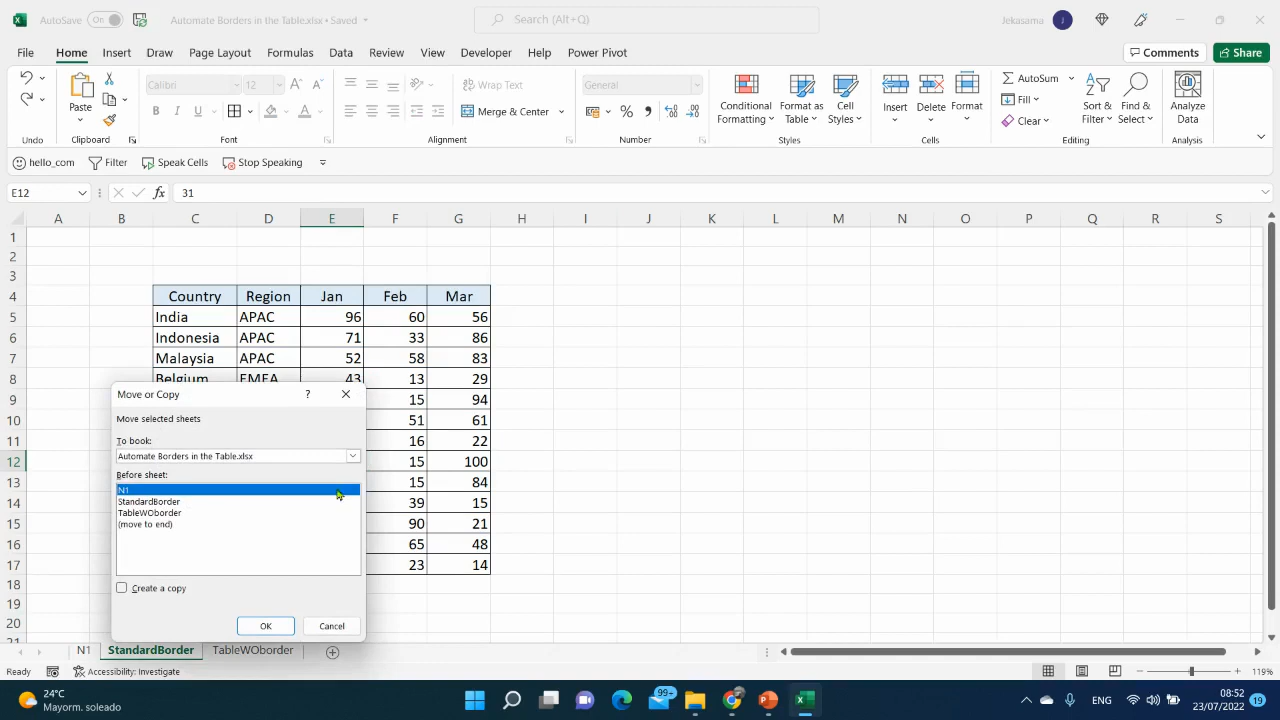 AutoSave Off Automate Borders in the Table.xlsx • Saved Search (Alt+Q) Jekasama J
File Home Insert Draw Page Layout Formulas Data Review View Developer Help Power Pivot Comments Share
Calibri 12 Wrap Text General AutoSum
Paste Conditional Formatting Format as Table Cell Styles Insert Delete Format Fill Sort & Filter Find & Select Analyze Data
B I U Merge & Center % Clear
Undo Clipboard Font Alignment Number Styles Cells Editing Analysis
hello_com Filter Speak Cells Stop Speaking
E12 fx 31
A B C D E F G H I J K L M N O P Q R S
1
2
3
4 Country Region Jan Feb Mar
5 India APAC 96 60 56
6 Indonesia APAC 71 33 86
7 Malaysia APAC 52 58 83
8 Belgium EMEA 43 13 29
9 15 94
10 51 61
11 16 22
12 15 100
13 15 84
14 39 15
15 90 21
16 65 48
17 23 14
18
19
20
21
Move or Copy ?
Move selected sheets
To book:
Automate Borders in the Table.xlsx
Before sheet:
N1
StandardBorder
TableWOborder
(move to end)
Create a copy
OK Cancel
N1 StandardBorder TableWOborder
Ready Accessibility: Investigate 119%
24°C
Mayorm. soleado
99+
ENG
08:52
23/07/2022
19